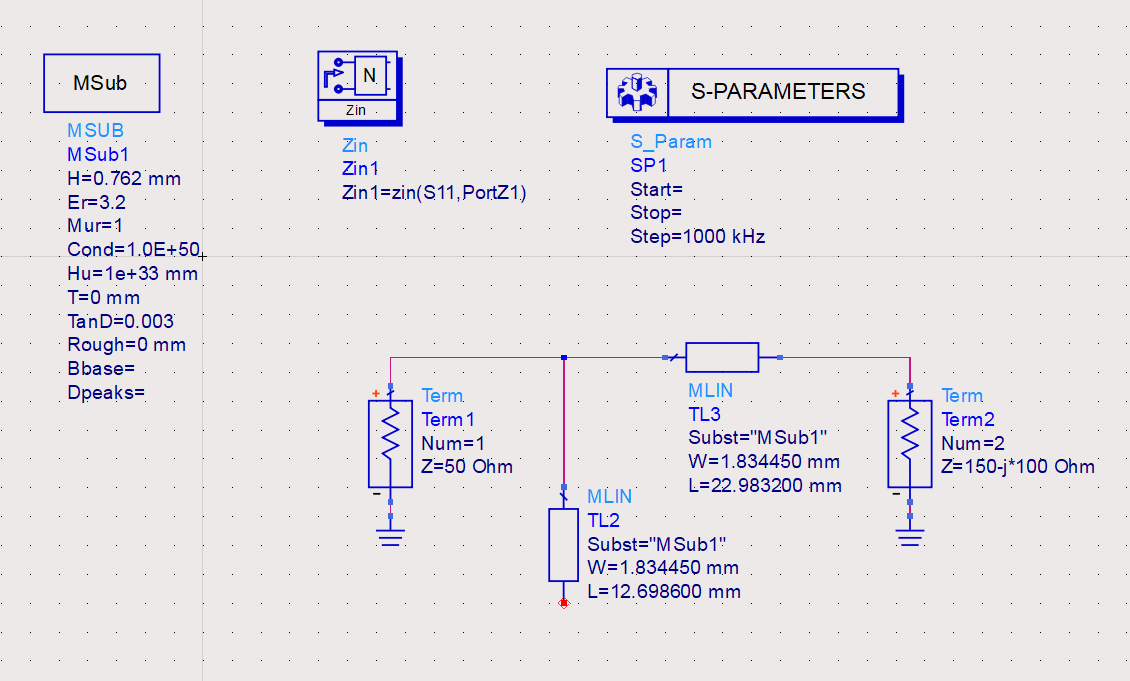 MSub
MSUB
MSub1
H=0.762 mm
Er=3.2
Mur=1
Cond=1.0E+50
Hu=1e+33 mm
T=0 mm
TanD=0.003
Rough=0 mm
Bbase=
Dpeaks=
N
Zin
Zin
Zin1
Zin1=zin(S11,PortZ1)
S-PARAMETERS
S_Param
SP1
Start=
Stop=
Step=1000 kHz
+
-
Term
Term1
Num=1
Z=50 Ohm
MLIN
TL2
Subst="MSub1"
W=1.834450 mm
L=12.698600 mm
MLIN
TL3
Subst="MSub1"
W=1.834450 mm
L=22.983200 mm
+
-
Term
Term2
Num=2
Z=150-j*100 Ohm